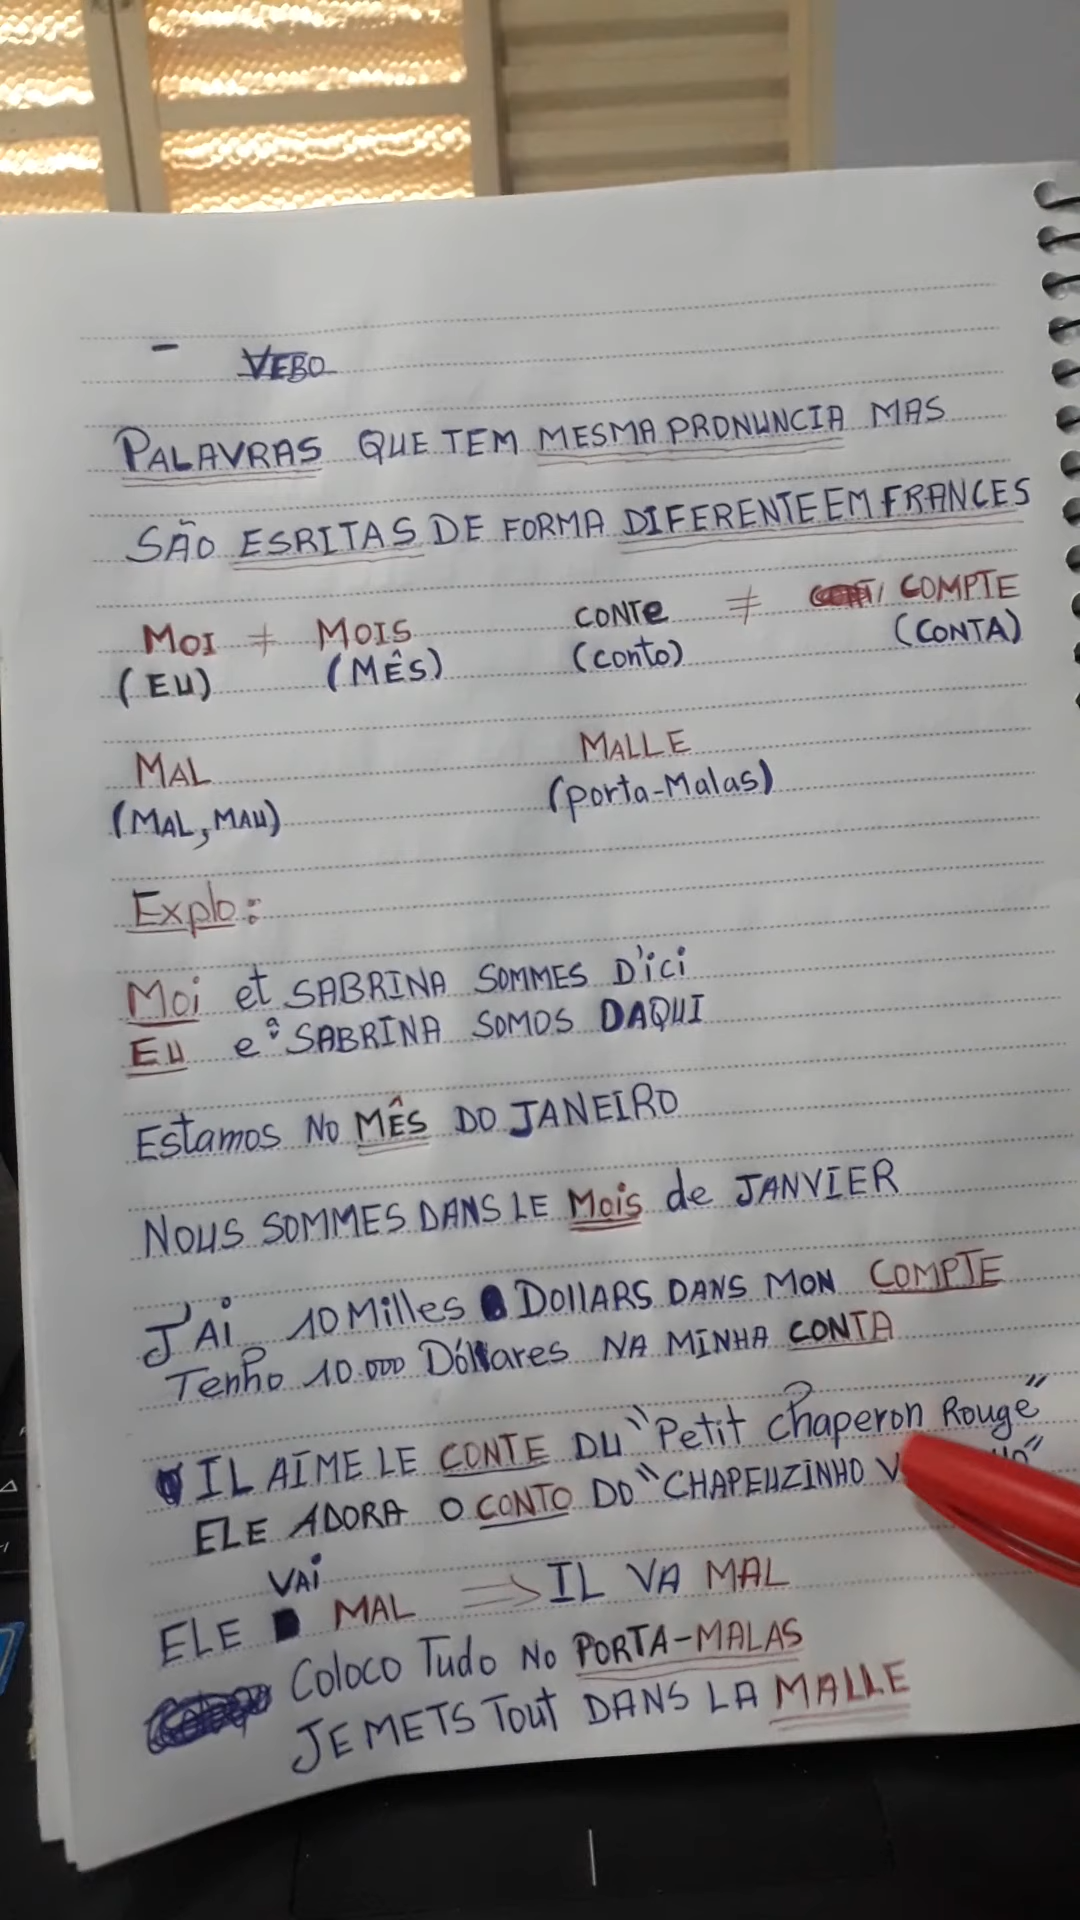 VEBO
PALAVRAS QUE TEM MESMA PRONUNCIA MAS
SÃO ESRITAS DE FORMA DIFERENTE EM FRANCES
MOI ≠ MOIS CONTE ≠ COMPTE
(EU) (MÊS) (conto) (CONTA)
MAL MALLE
(MAL, MAU) (porta-Malas)
Explo:
Moi et SABRINA SOMMES D'ici
EU e a SABRINA SOMOS DAQUI
Estamos NO MÊS DO JANEIRO
NOUS SOMMES DANS LE Mois de JANVIER
J'Ai 10 Milles DOllARS DANS MON COMPTE
Tenho 10.000 Dólares NA MINHA CONTA
IL AIME LE CONTE DU "Petit chaperon Rouge"
ELE ADORA O CONTO DO "CHAPEUZINHO
VAi
ELE MAL => IL VA MAL
Coloco Tudo No PORTA-MALAS
JE METS Tout DANS LA MALLE